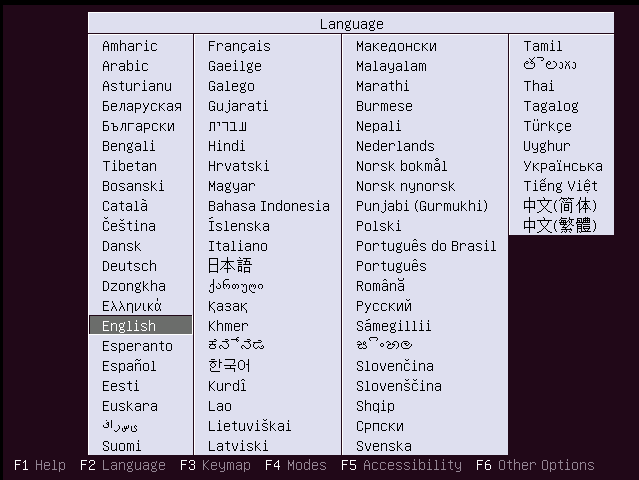 Language
Amharic
Arabic
Asturianu
Беларуская
Български
Bengali
Tibetan
Bosanski
Català
Čeština
Dansk
Deutsch
Dzongkha
Ελληνικά
English
Esperanto
Español
Eesti
Euskara
Suomi
Français
Gaeilge
Galego
Gujarati
עברית
Hindi
Hrvatski
Magyar
Bahasa Indonesia
Íslenska
Italiano
日本語
ქართული
Қазақ
Khmer
ಕನ್ನಡ
한국어
Kurdî
Lao
Lietuviškai
Latviski
Македонски
Malayalam
Marathi
Burmese
Nepali
Nederlands
Norsk bokmål
Norsk nynorsk
Punjabi (Gurmukhi)
Polski
Português do Brasil
Português
Română
Русский
Sámegillii
සිංහල
Slovenčina
Slovenščina
Shqip
Српски
Svenska
Tamil
తెలుగు
Thai
Tagalog
Türkçe
Uyghur
Українська
Tiếng Việt
中文(简体)
中文(繁體)
F1 Help F2 Language F3 Keymap F4 Modes F5 Accessibility F6 Other Options